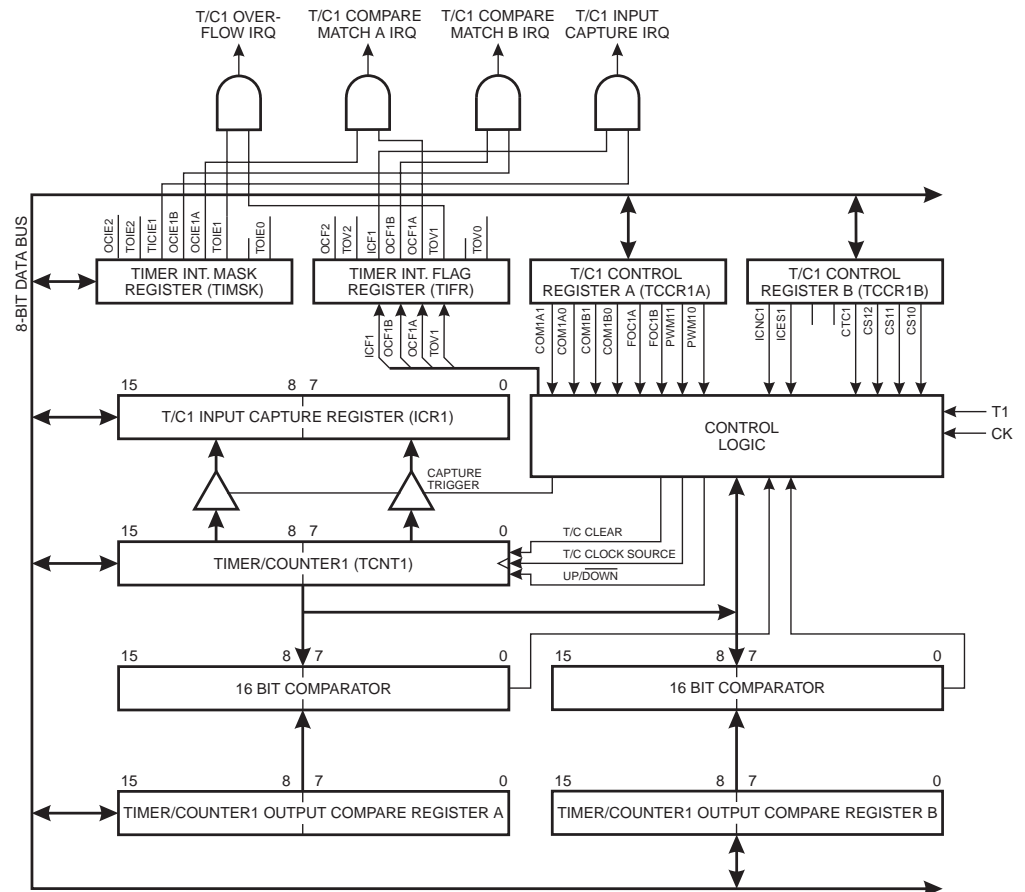 T/C1 OVER-
FLOW IRQ
T/C1 COMPARE
MATCH A IRQ
T/C1 COMPARE
MATCH B IRQ
T/C1 INPUT
CAPTURE IRQ
8-BIT DATA BUS
OCIE2
TOIE2
TICIE1
OCIE1B
OCIE1A
TOIE1
TOIE0
OCF2
TOV2
ICF1
OCF1B
OCF1A
TOV1
TOV0
TIMER INT. MASK
REGISTER (TIMSK)
TIMER INT. FLAG
REGISTER (TIFR)
T/C1 CONTROL
REGISTER A (TCCR1A)
T/C1 CONTROL
REGISTER B (TCCR1B)
ICF1
OCF1B
OCF1A
TOV1
COM1A1
COM1A0
COM1B1
COM1B0
FOC1A
FOC1B
PWM11
PWM10
ICNC1
ICES1
CTC1
CS12
CS11
CS10
15 8 7 0
T/C1 INPUT CAPTURE REGISTER (ICR1)
CONTROL
LOGIC
T1
CK
CAPTURE
TRIGGER
15 8 7 0
TIMER/COUNTER1 (TCNT1)
T/C CLEAR
T/C CLOCK SOURCE
UP/DOWN
15 8 7 0
16 BIT COMPARATOR
15 8 7 0
16 BIT COMPARATOR
15 8 7 0
TIMER/COUNTER1 OUTPUT COMPARE REGISTER A
15 8 7 0
TIMER/COUNTER1 OUTPUT COMPARE REGISTER B